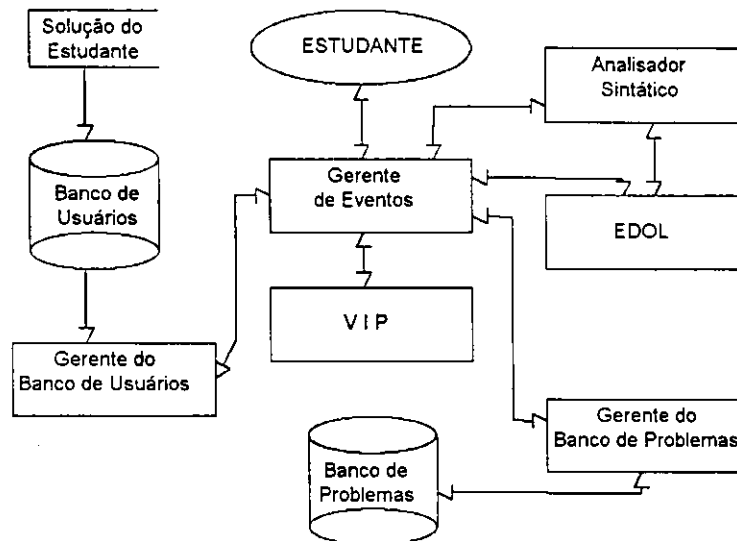 Solução do
Estudante
ESTUDANTE
Analisador
Sintático
Banco de
Usuários
Gerente
de Eventos
EDOL
V I P
Gerente do
Banco de Usuários
Gerente do
Banco de Problemas
Banco de
Problemas